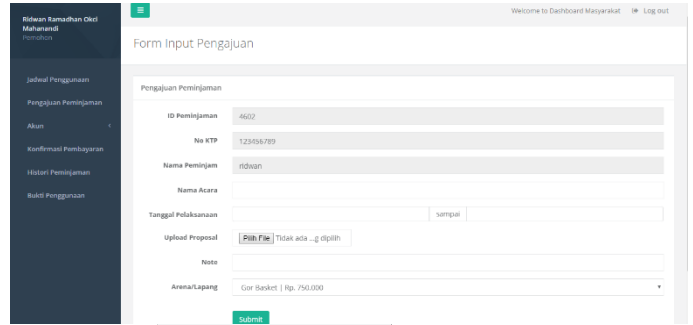 Ridwan Ramadhan Okci
Mahanandi
Pemohon
Welcome to Dashboard Masyarakat
Log out
Form Input Pengajuan
Jadwal Penggunaan
Pengajuan Peminjaman
Akun
Konfirmasi Pembayaran
Histori Peminjaman
Bukti Penggunaan
Pengajuan Peminjaman
ID Peminjaman 4602
No KTP 123456789
Nama Peminjam ridwan
Nama Acara
Tanggal Pelaksanaan sampai
Upload Proposal Pilih File Tidak ada ...g dipilih
Note
Arena/Lapang Gor Basket | Rp. 750.000
Submit